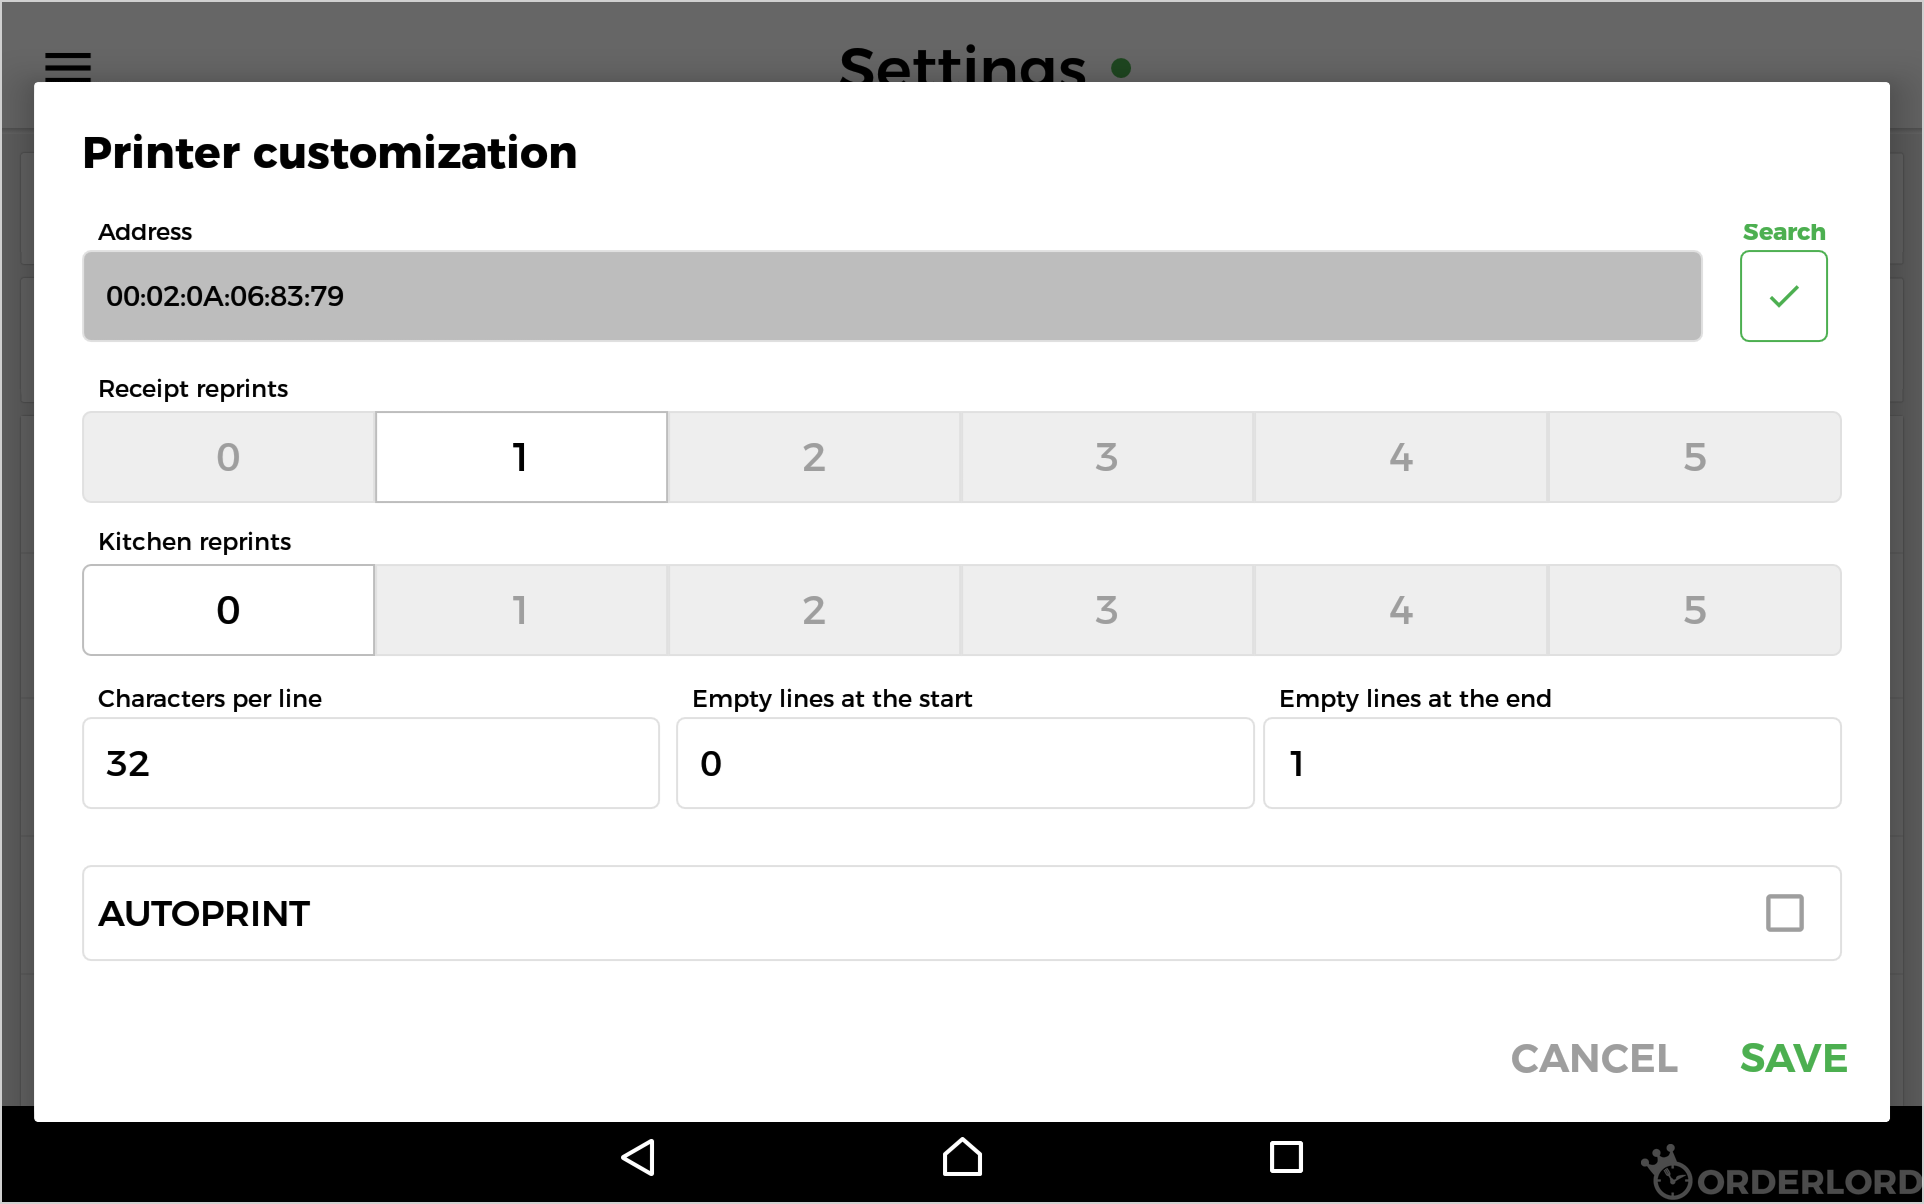 Settings
Printer customization
Address
Search
00:02:0A:06:83:79
Receipt reprints
0 1 2 3 4 5
Kitchen reprints
0 1 2 3 4 5
Characters per line
Empty lines at the start
Empty lines at the end
32
0
1
AUTOPRINT
CANCEL SAVE
ORDERLORD